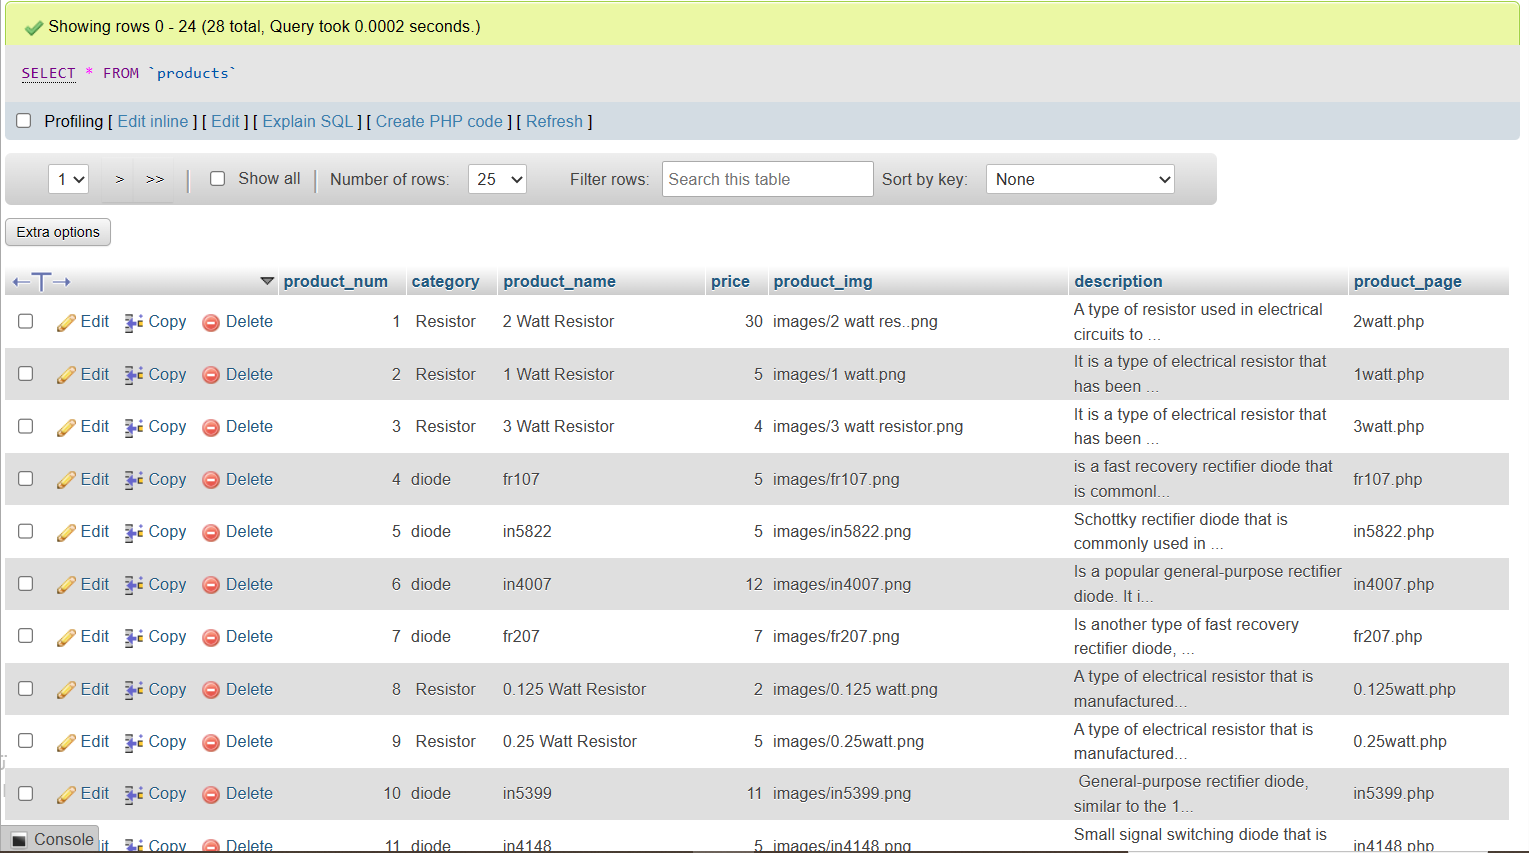 Showing rows 0 - 24 (28 total, Query took 0.0002 seconds.)
SELECT * FROM `products`
Profiling [ Edit inline ] [ Edit ] [ Explain SQL ] [ Create PHP code ] [ Refresh ]
1 > >> Show all Number of rows: 25 Filter rows: Search this table Sort by key: None
Extra options
product_num category product_name price product_img description product_page
Edit Copy Delete 1 Resistor 2 Watt Resistor 30 images/2 watt res..png A type of resistor used in electrical circuits to ... 2watt.php
Edit Copy Delete 2 Resistor 1 Watt Resistor 5 images/1 watt.png It is a type of electrical resistor that has been ... 1watt.php
Edit Copy Delete 3 Resistor 3 Watt Resistor 4 images/3 watt resistor.png It is a type of electrical resistor that has been ... 3watt.php
Edit Copy Delete 4 diode fr107 5 images/fr107.png is a fast recovery rectifier diode that is commonl... fr107.php
Edit Copy Delete 5 diode in5822 5 images/in5822.png Schottky rectifier diode that is commonly used in ... in5822.php
Edit Copy Delete 6 diode in4007 12 images/in4007.png Is a popular general-purpose rectifier diode. It i... in4007.php
Edit Copy Delete 7 diode fr207 7 images/fr207.png Is another type of fast recovery rectifier diode, ... fr207.php
Edit Copy Delete 8 Resistor 0.125 Watt Resistor 2 images/0.125 watt.png A type of electrical resistor that is manufactured... 0.125watt.php
Edit Copy Delete 9 Resistor 0.25 Watt Resistor 5 images/0.25watt.png A type of electrical resistor that is manufactured... 0.25watt.php
Edit Copy Delete 10 diode in5399 11 images/in5399.png General-purpose rectifier diode, similar to the 1... in5399.php
Console it Copy Delete 11 diode in4148 5 images/in4148.png Small signal switching diode that is in4148.php